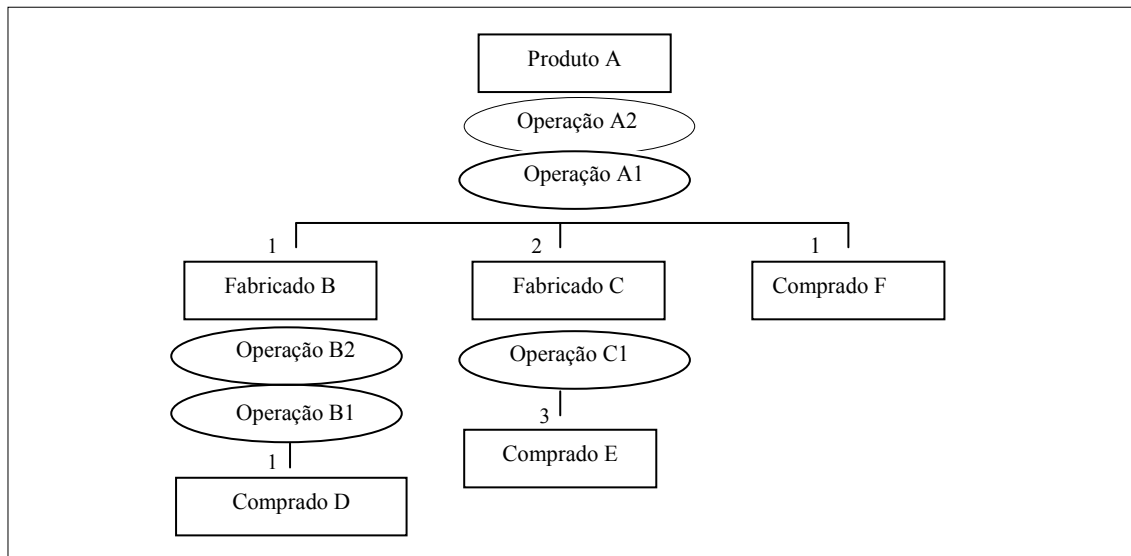 Produto A
Operação A2
Operação A1
1
2
1
Fabricado B
Fabricado C
Comprado F
Operação B2
Operação C1
Operação B1
3
Comprado E
1
Comprado D